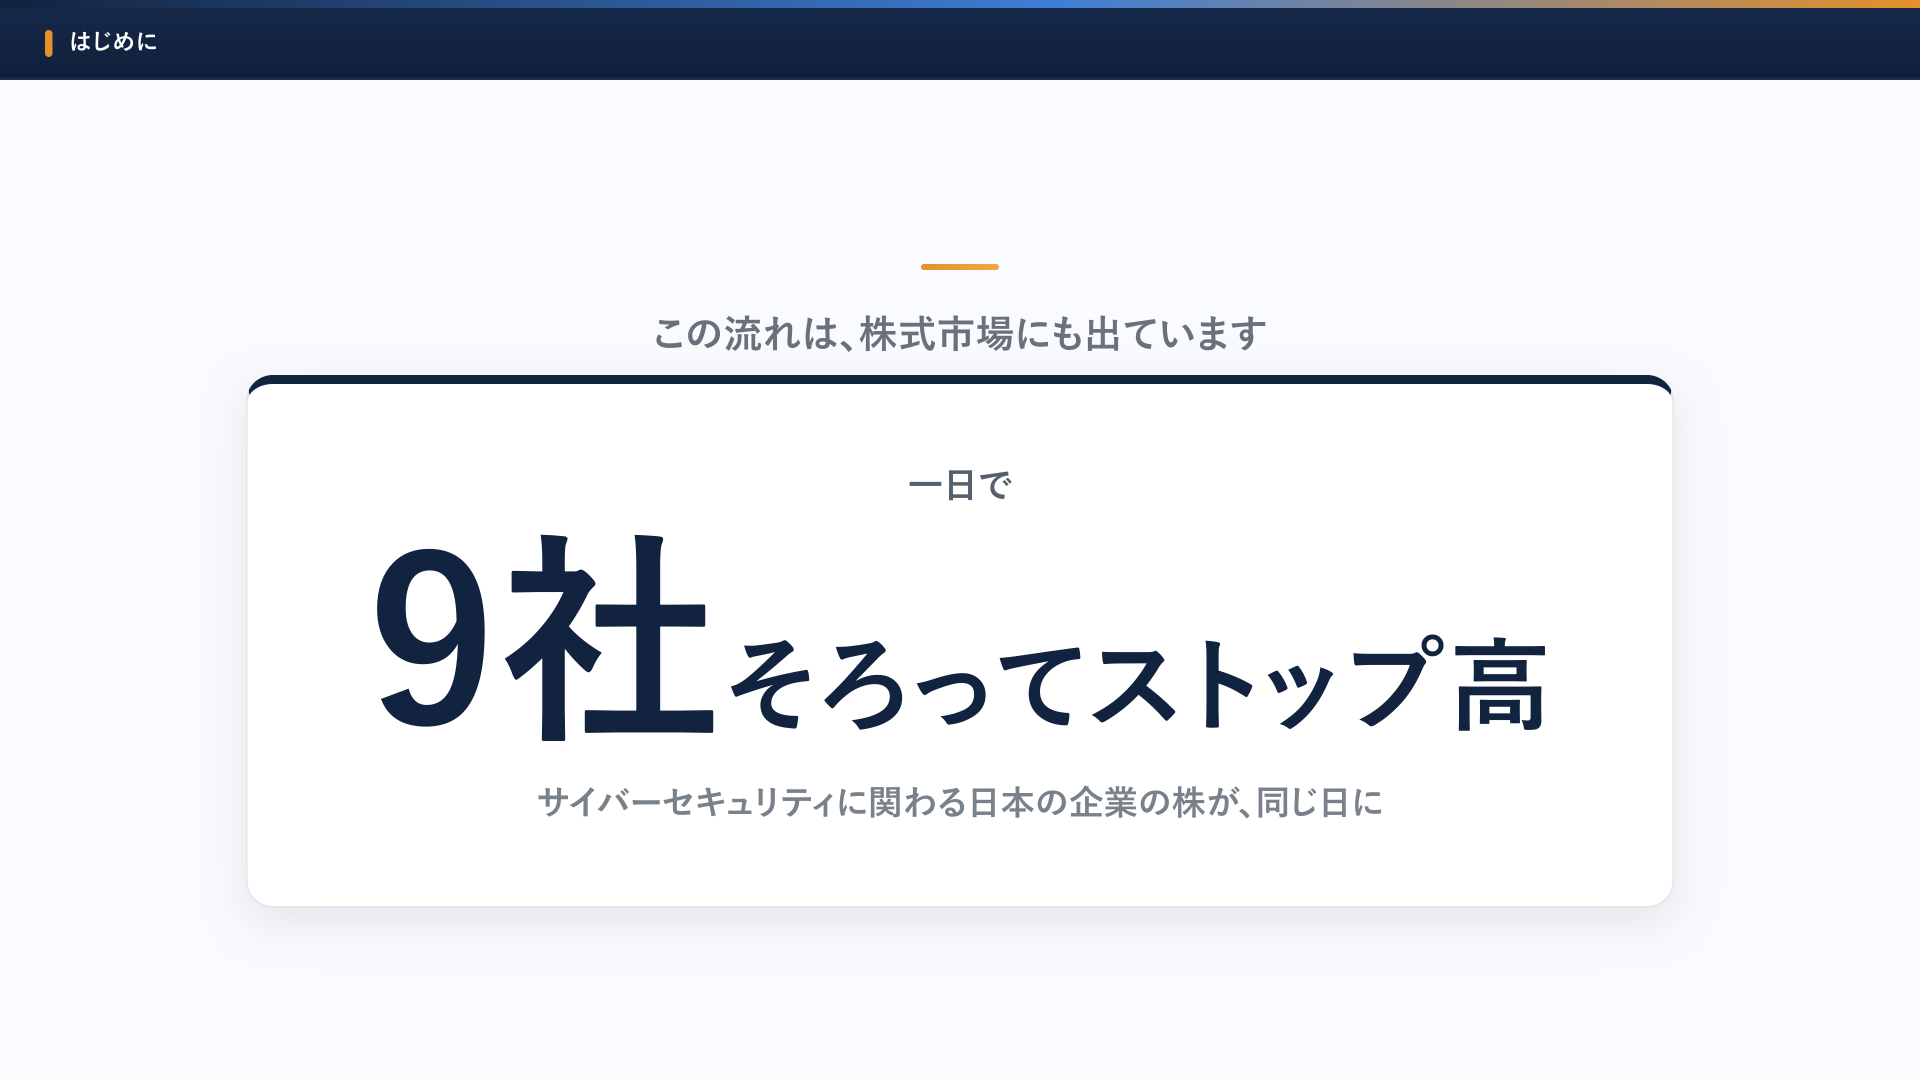 はじめに
この流れは、株式市場にも出ています
一日で
9社そろってストップ高
サイバーセキュリティに関わる日本の企業の株が、同じ日に